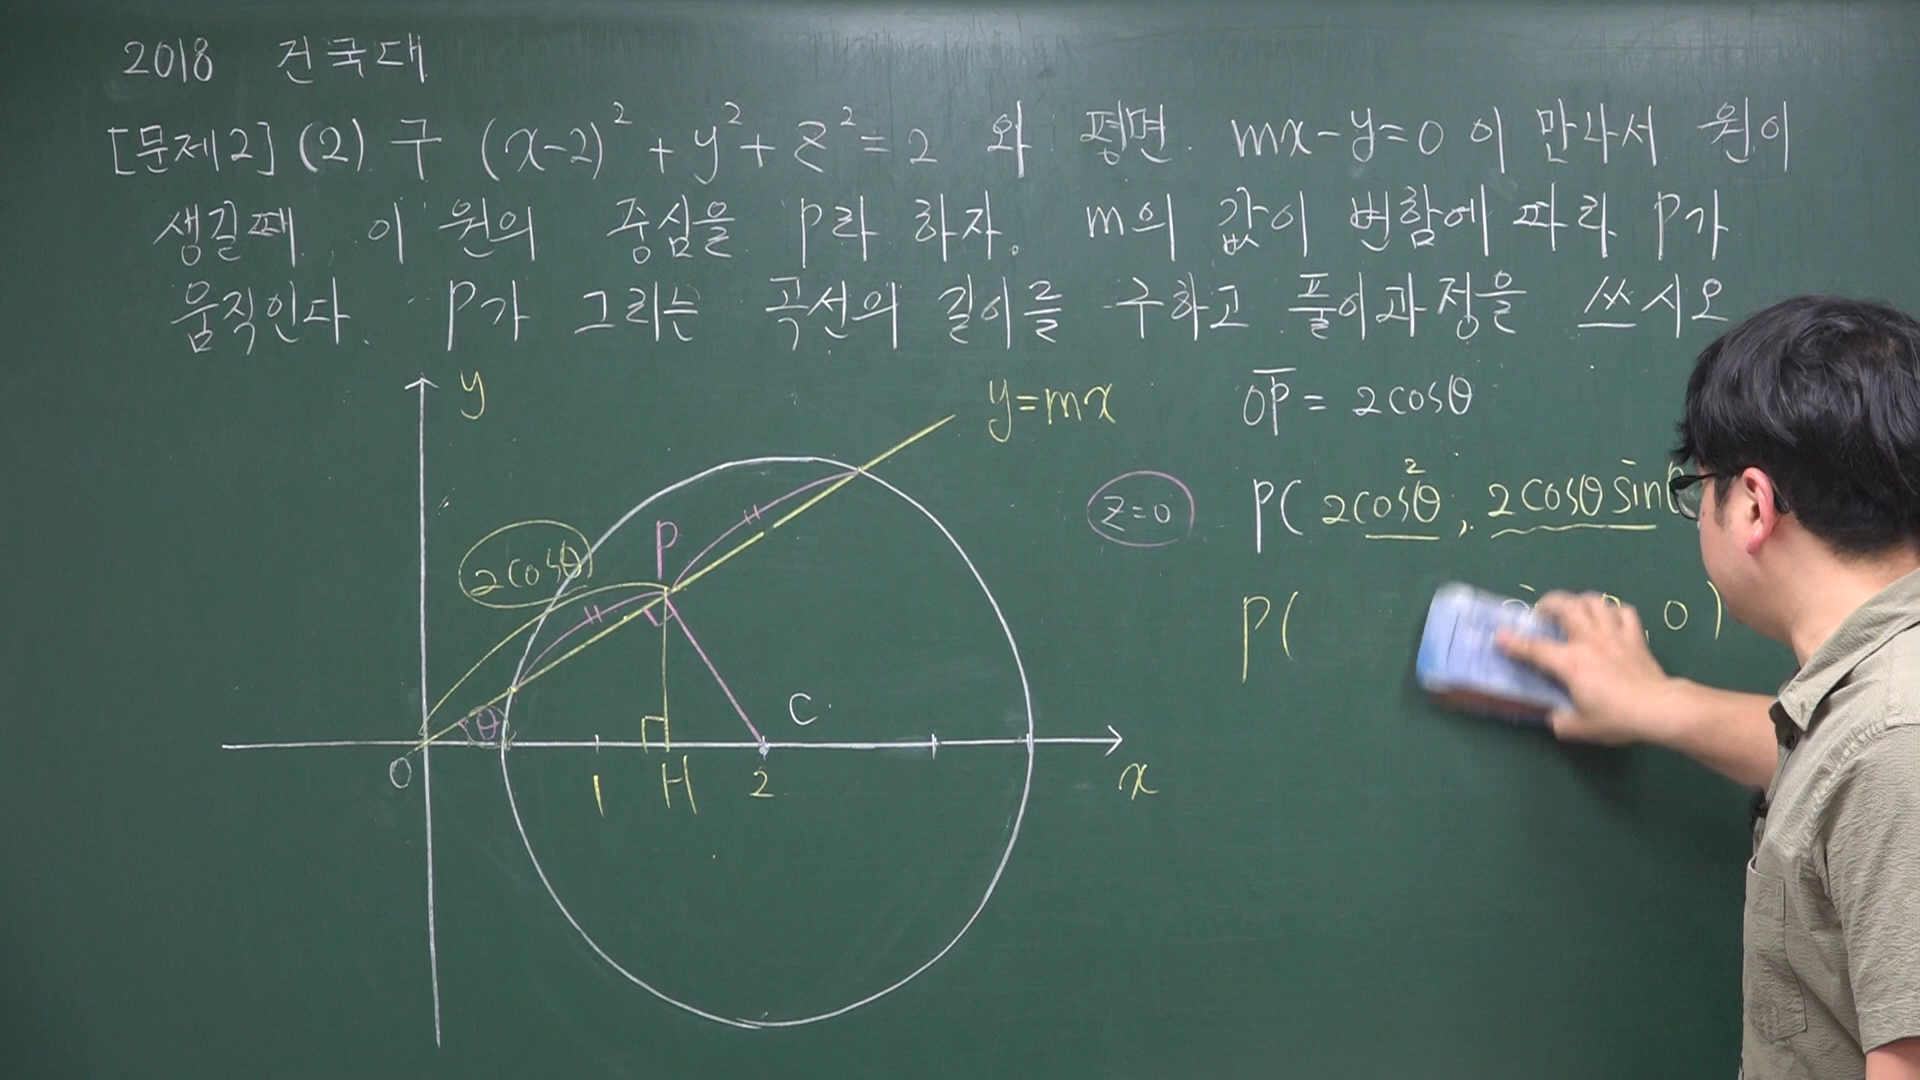 2018 건국대
[문제2] (2) 구 (x-2)² + y² + z² = 2 와 평면 mx-y=0 이 만나서 원이
생길때 이 원의 중심을 P라 하자. m의 값이 변함에 따라 P가
움직인다. P가 그리는 곡선의 길이를 구하고 풀이과정을 쓰시오
y
y=mx
OP = 2cosθ
P
z=0
P( 2cos²θ, 2cosθ sin
2cosθ
P( , 0 )
θ
C
O
1 H 2
x